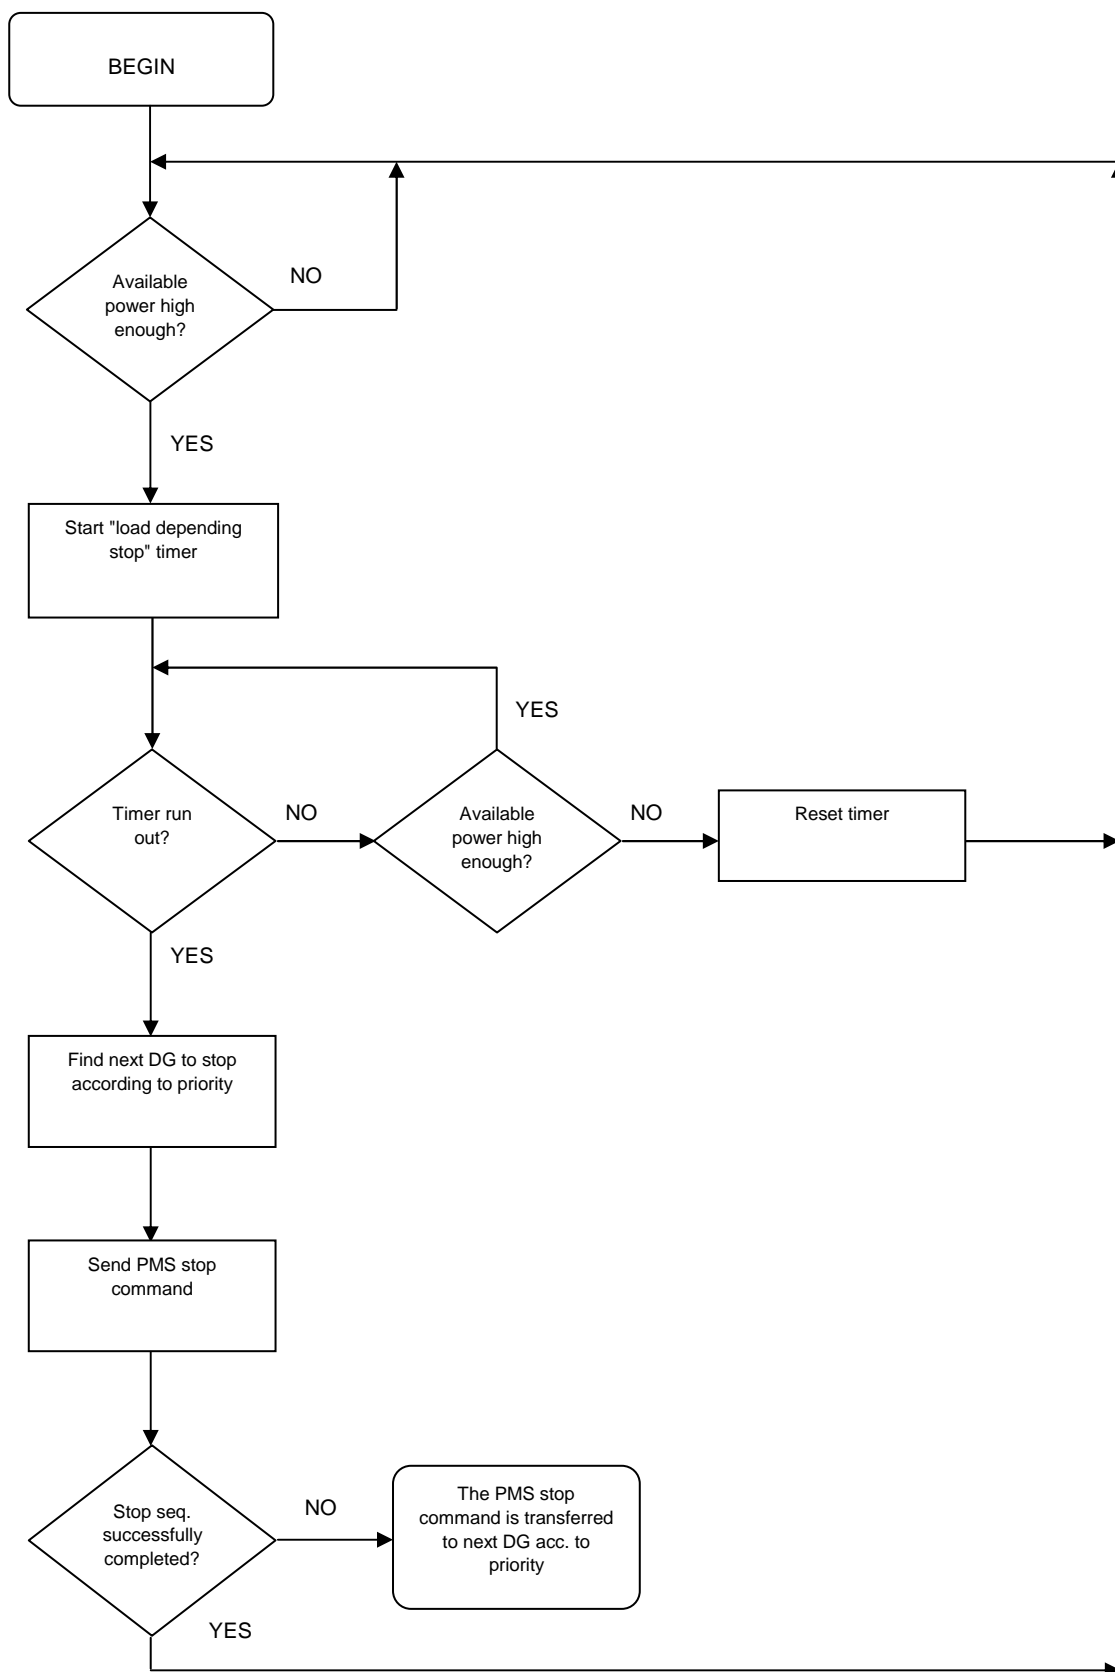 BEGIN
Available
power high
enough?
NO
YES
Start "load depending
stop" timer
YES
Timer run
out?
NO
Available
power high
enough?
NO
Reset timer
YES
Find next DG to stop
according to priority
Send PMS stop
command
Stop seq.
successfully
completed?
NO
The PMS stop
command is transferred
to next DG acc. to
priority
YES